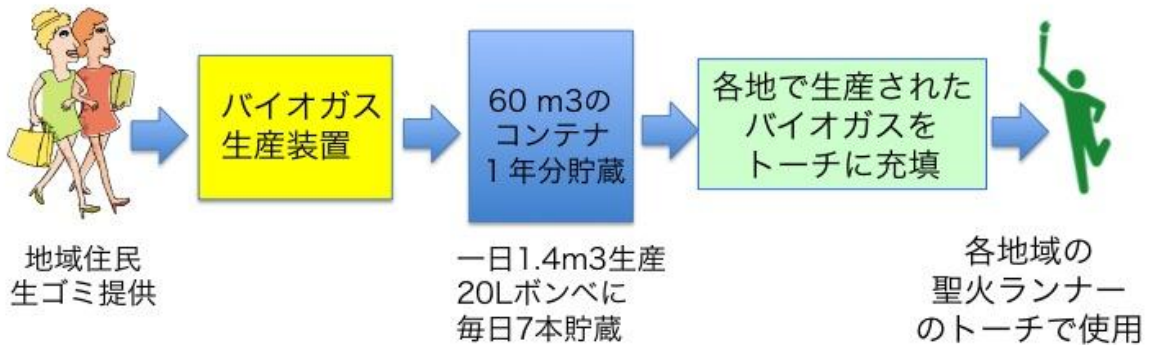 地域住民
生ゴミ提供
バイオガス
生産装置
60 m3の
コンテナ
1年分貯蔵
一日1.4m3生産
20Lボンベに
毎日7本貯蔵
各地で生産された
バイオガスを
トーチに充填
各地域の
聖火ランナー
のトーチで使用